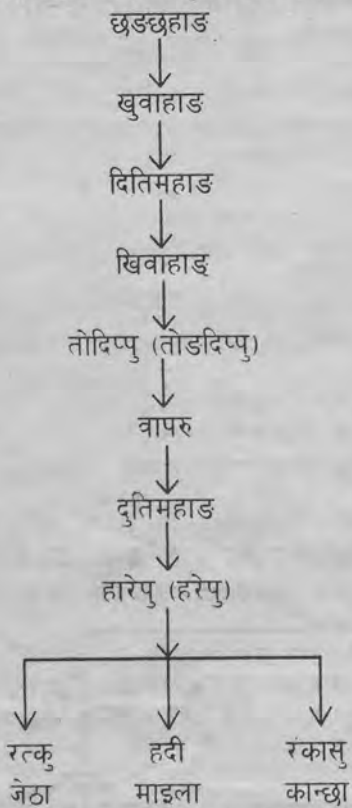 छङछहाङ
खुवाहाङ
दितिमहाङ
खिवाहाङ्
तोदिप्पु (तोङदिप्पु)
वापरु
दुतिमहाङ
हारेपु (हरेपु)
रत्कु हदी रंकासु
जेठा माइला कान्छा